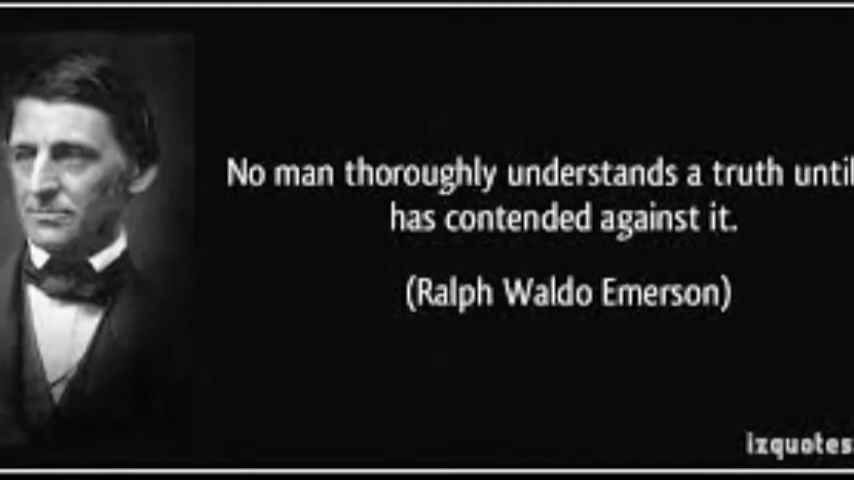 No man thoroughly understands a truth until
has contended against it.
(Ralph Waldo Emerson)
izquotes.